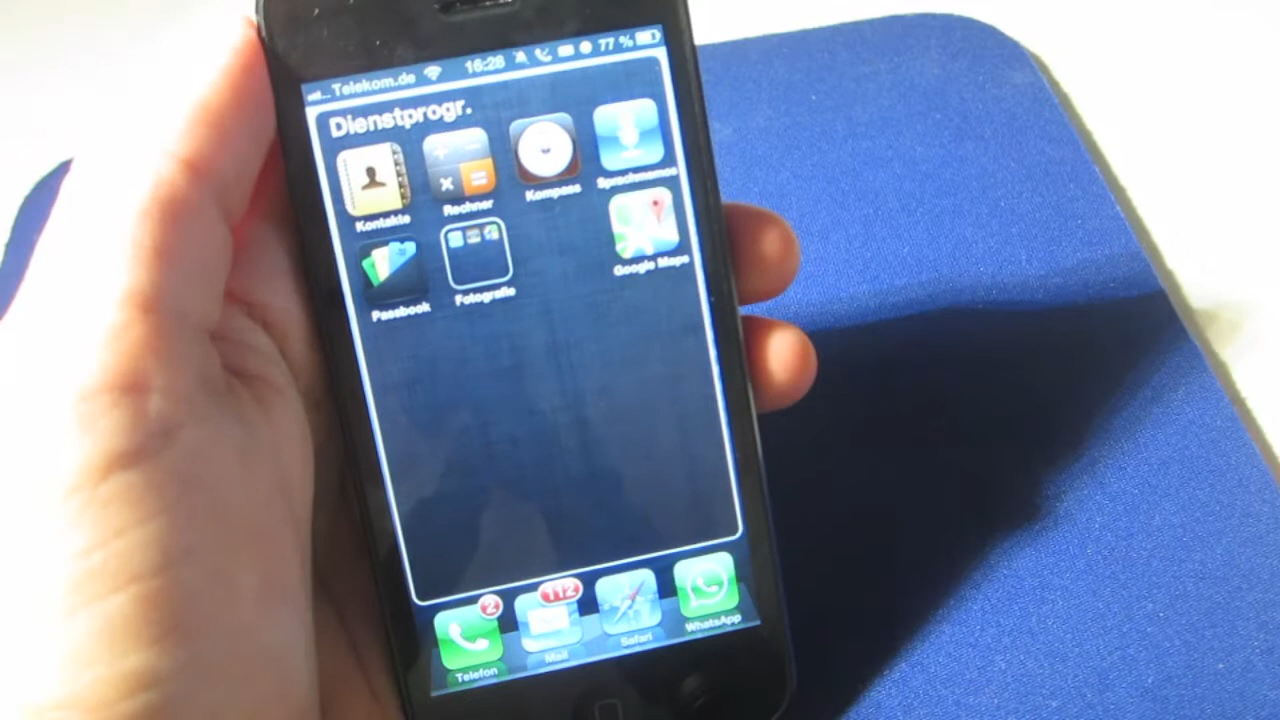 Telekom.de 16:28 77 %
Dienstprogr.
Kontakte Rechner Kompass Sprachmemos
Passbook Fotografie Google Maps
2 112
Telefon Mail Safari WhatsApp